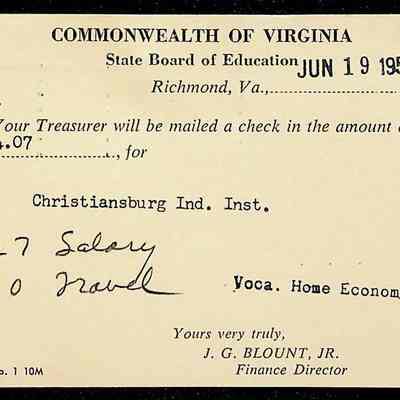 COMMONWEALTH OF VIRGINIA
State Board of Education
JUN 19 195
Richmond, Va.,
Your Treasurer will be mailed a check in the amount
.07, for
Christiansburg Ind. Inst.
7 Salary
0 Travel
Voca. Home Econom
Yours very truly,
J. G. BLOUNT, JR.
Finance Director
o. 1 10M